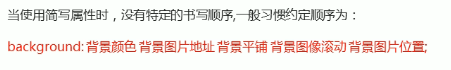 当使用简写属性时，没有特定的书写顺序,一般习惯约定顺序为：
background: 背景颜色 背景图片地址 背景平铺 背景图像滚动 背景图片位置;